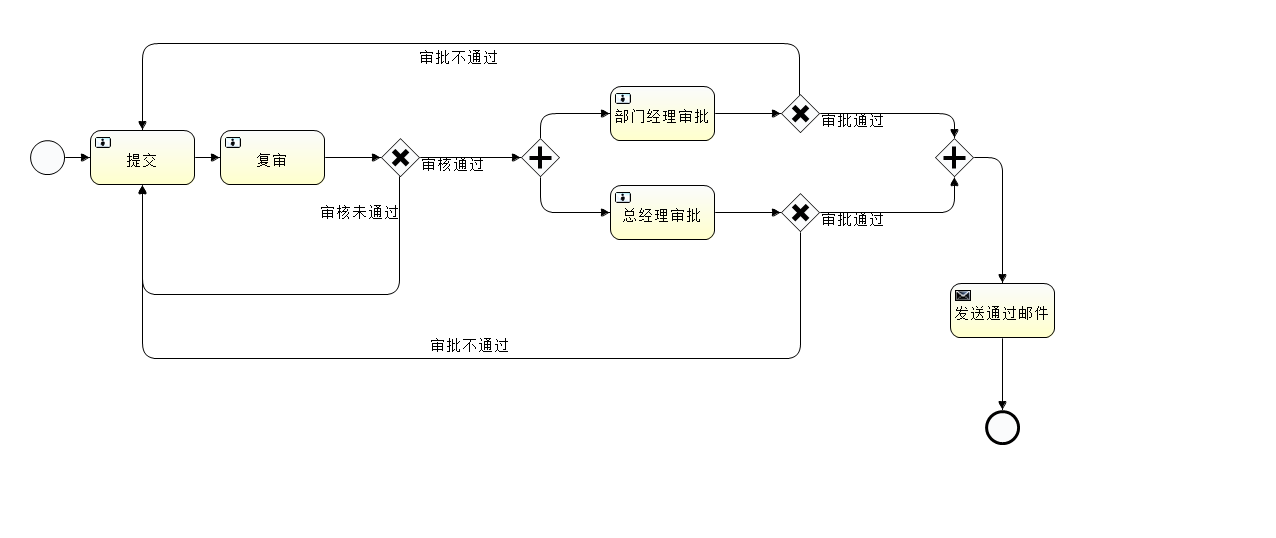 审批不通过
部门经理审批
审批通过
提交
复审
审核通过
审核未通过
总经理审批
审批通过
发送通过邮件
审批不通过